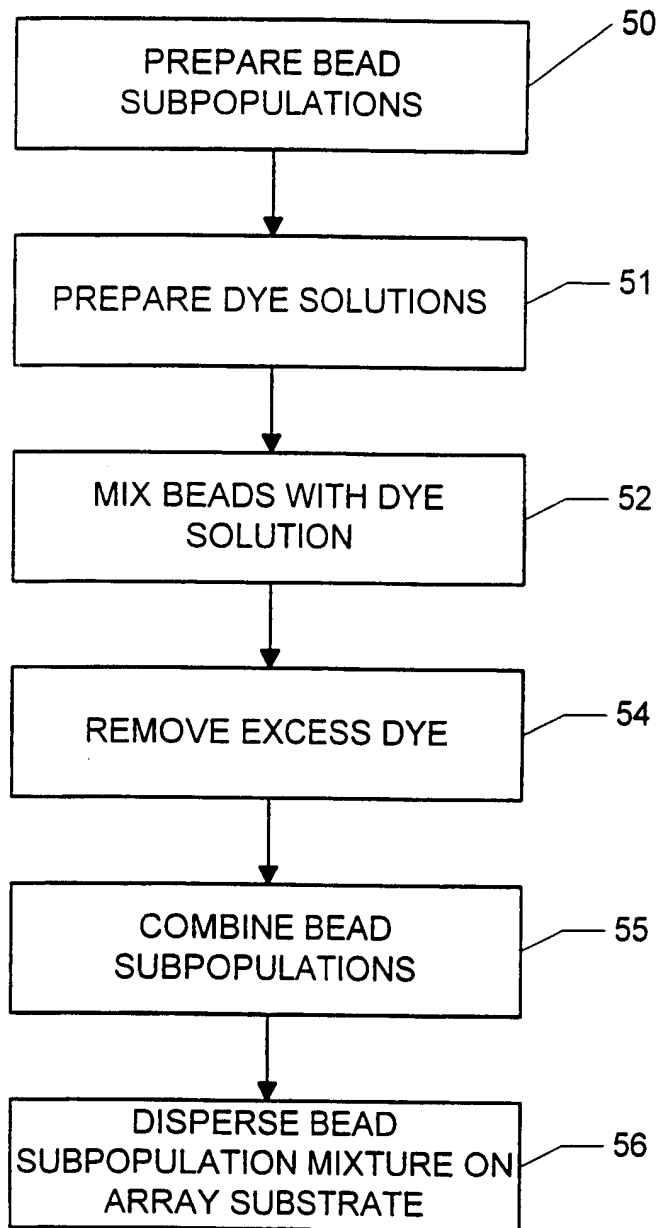 50
PREPARE BEAD
SUBPOPULATIONS
51
PREPARE DYE SOLUTIONS
MIX BEADS WITH DYE
SOLUTION
52
54
REMOVE EXCESS DYE
COMBINE BEAD
SUBPOPULATIONS
55
DISPERSE BEAD
SUBPOPULATION MIXTURE ON
ARRAY SUBSTRATE
56